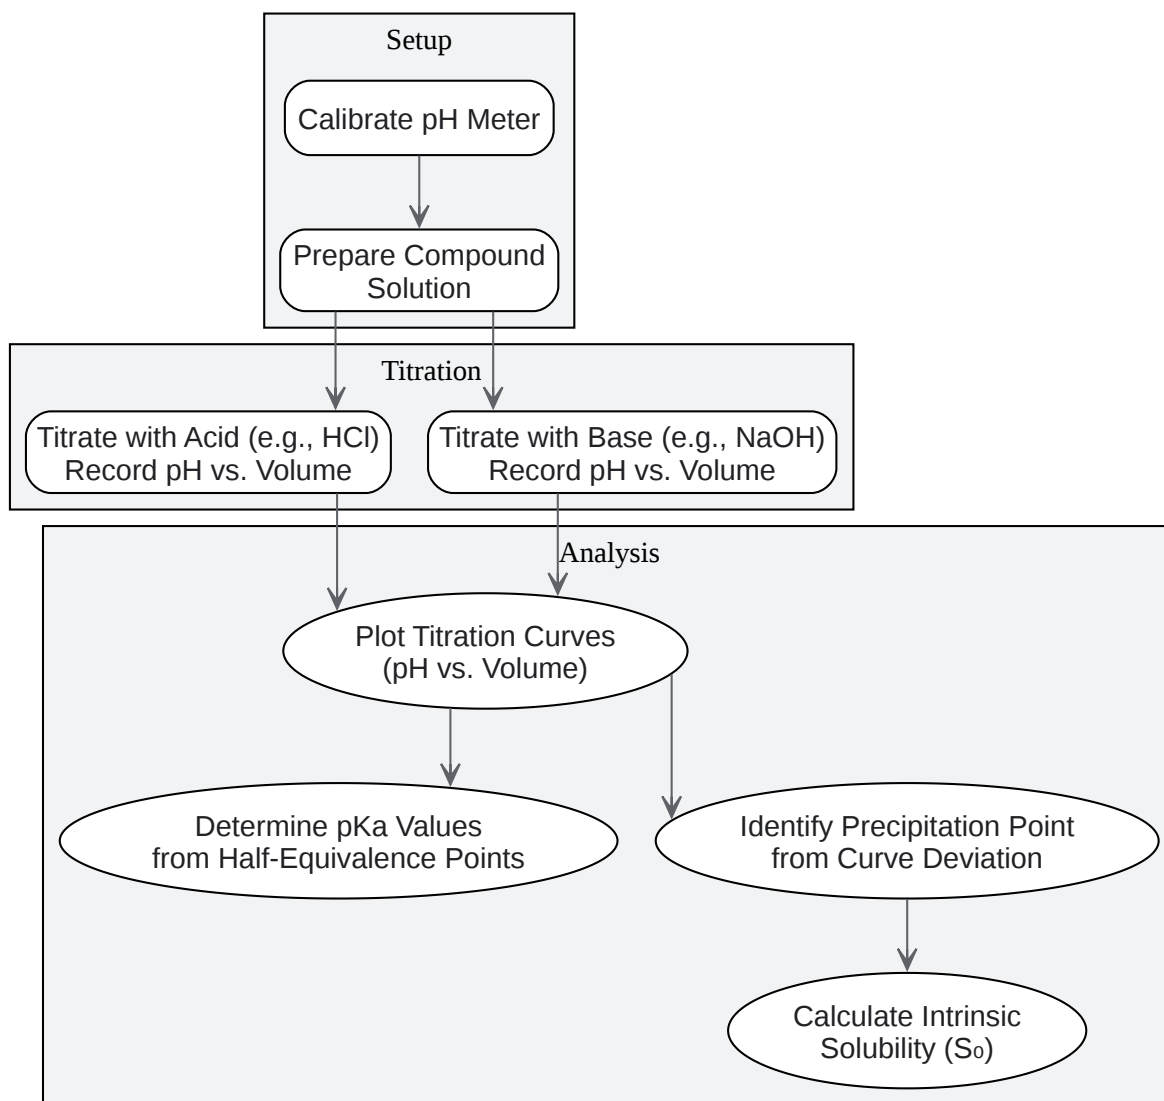 Setup
Calibrate pH Meter
Prepare Compound
Solution
Titration
Titrate with Acid (e.g., HCl)
Record pH vs. Volume
Titrate with Base (e.g., NaOH)
Record pH vs. Volume
Analysis
Plot Titration Curves
(pH vs. Volume)
Determine pKa Values
from Half-Equivalence Points
Identify Precipitation Point
from Curve Deviation
Calculate Intrinsic
Solubility (S₀)